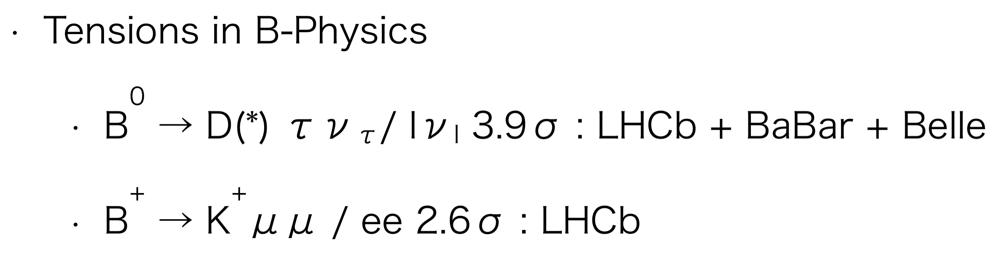 ・ Tensions in B-Physics
・ B⁰ → D(*) τ ν_τ / l ν_l 3.9σ : LHCb + BaBar + Belle
・ B⁺ → K⁺ μ μ / ee 2.6σ : LHCb